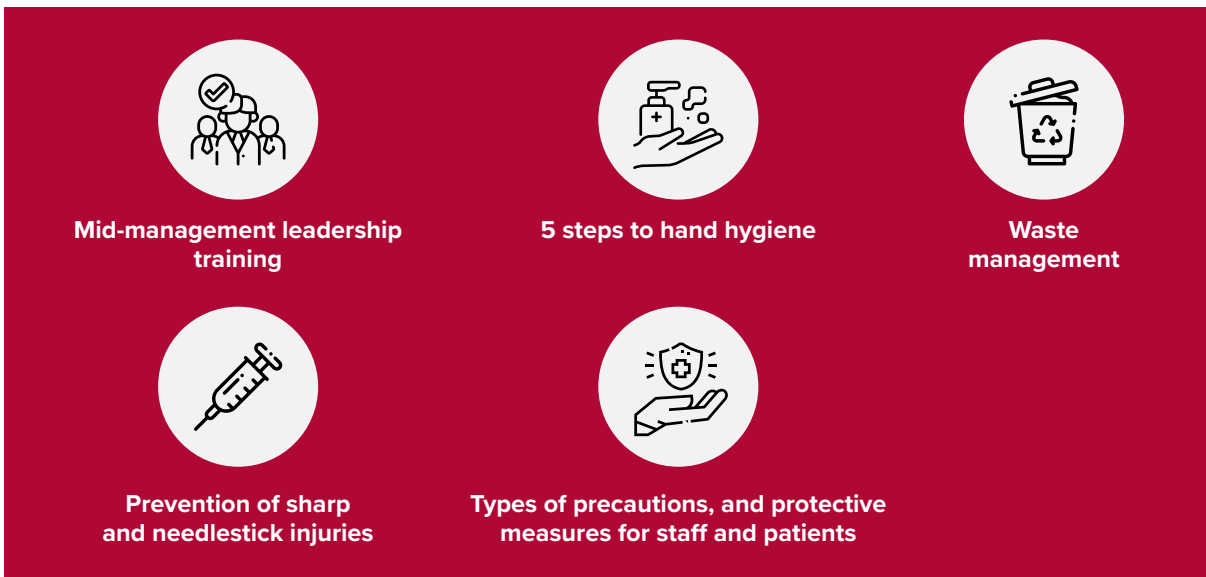 Mid-management leadership
training
5 steps to hand hygiene
Waste
management
Prevention of sharp
and needlestick injuries
Types of precautions, and protective
measures for staff and patients